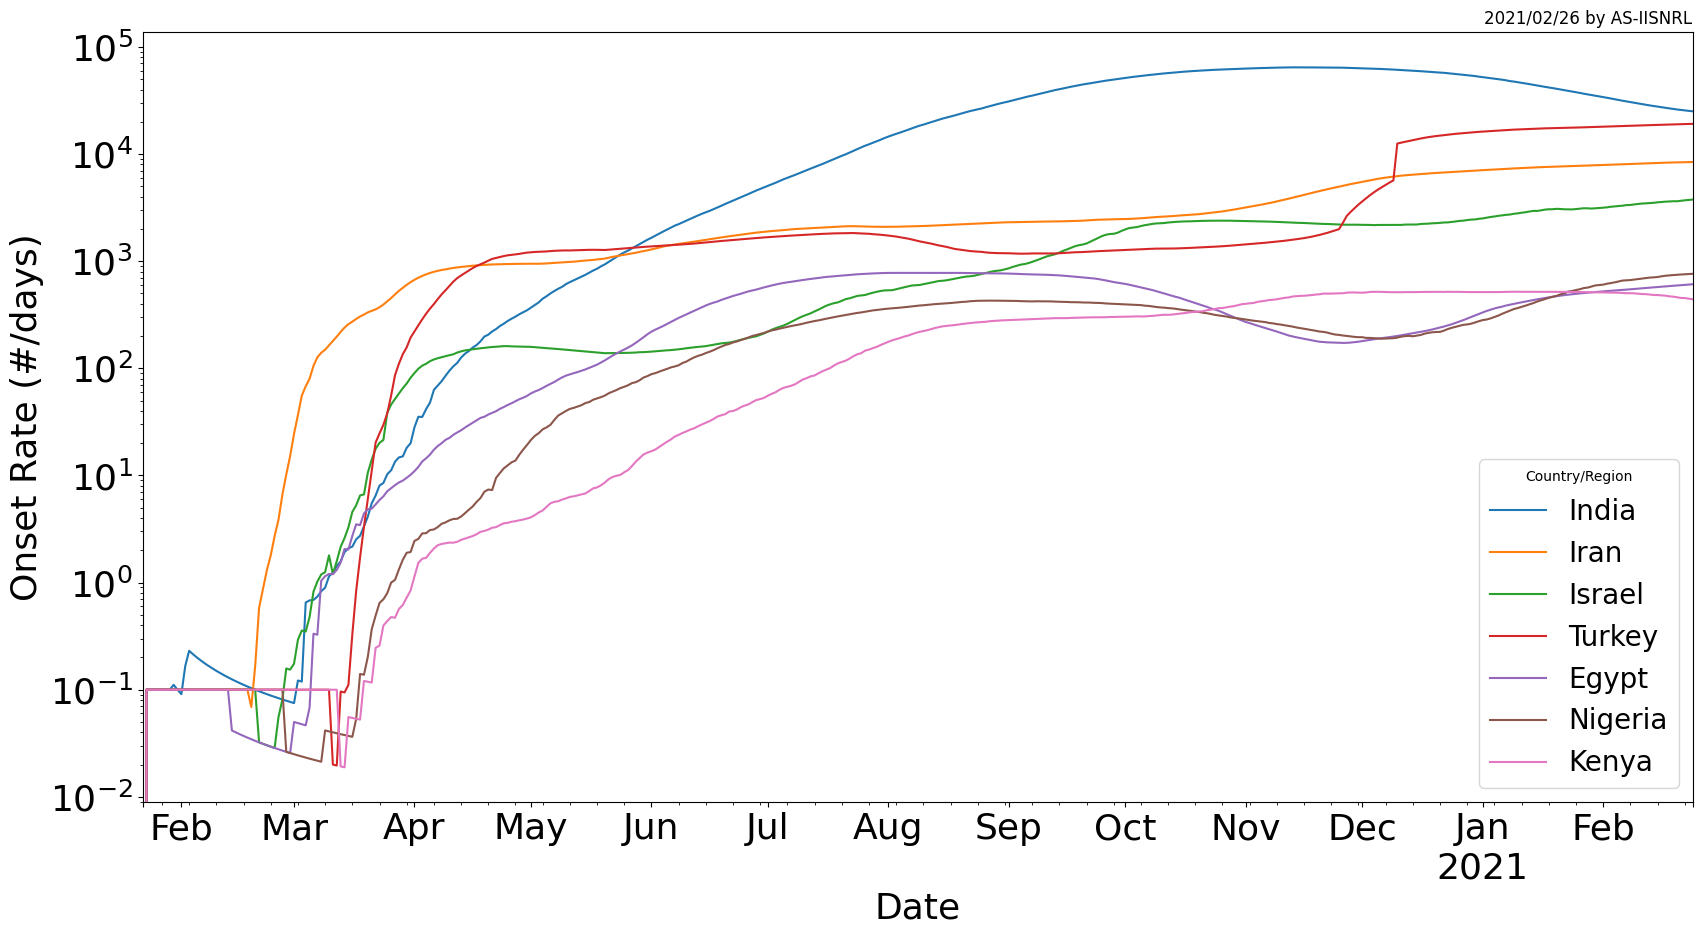 2021/02/26 by AS-IISNRL
Onset Rate (#/days)
10^5
10^4
10^3
10^2
10^1
10^0
10^−1
10^−2
Country/Region
India
Iran
Israel
Turkey
Egypt
Nigeria
Kenya
Feb Mar Apr May Jun Jul Aug Sep Oct Nov Dec Jan Feb
2021
Date